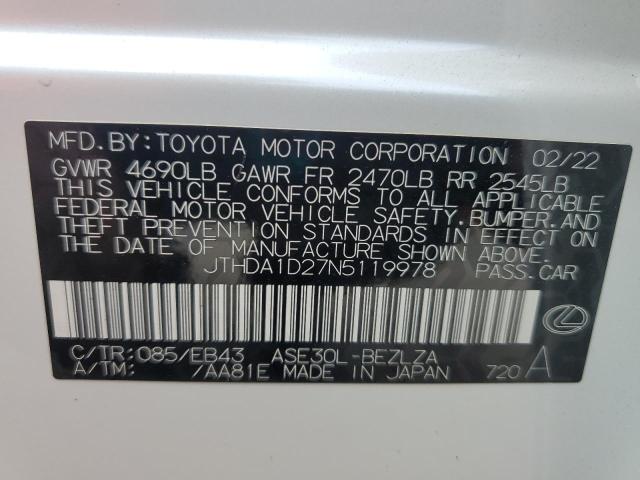 MFD. BY: TOYOTA MOTOR CORPORATION 02/22
GVWR 4690LB GAWR FR 2470LB RR 2545LB
THIS VEHICLE CONFORMS TO ALL APPLICABLE
FEDERAL MOTOR VEHICLE SAFETY, BUMPER, AND
THEFT PREVENTION STANDARDS IN EFFECT ON
THE DATE OF MANUFACTURE SHOWN ABOVE.
JTHDA1D27N5119978 PASS. CAR
C/TR: 085/EB43 ASE30L-BEZLZA A
A/TM: /AA81E MADE IN JAPAN 720